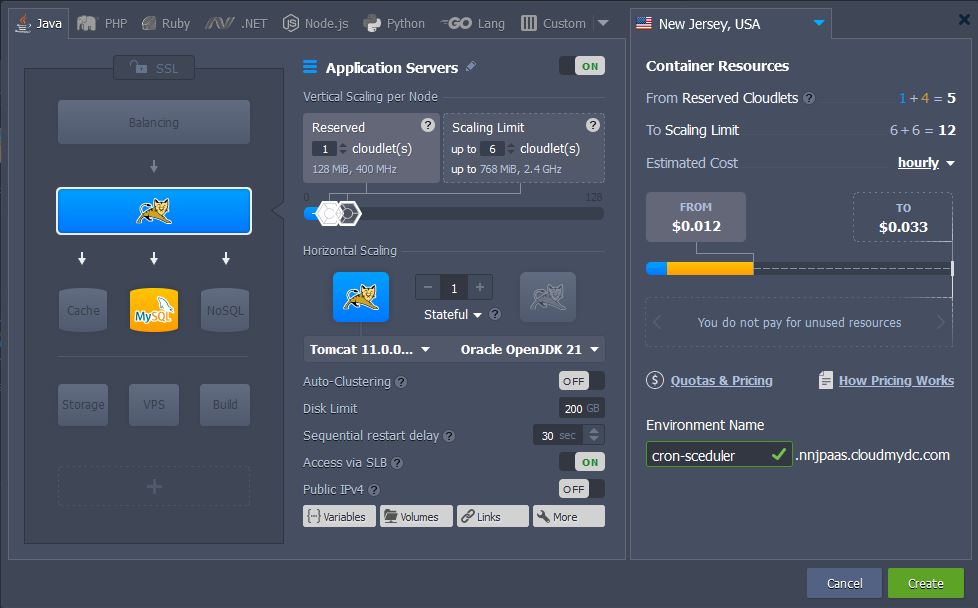 Java
PHP
Ruby
.NET
Node.js
Python
GO Lang
Custom
New Jersey, USA
SSL
Balancing
Cache
MySQL
NoSQL
Storage
VPS
Build
+
Application Servers
ON
Vertical Scaling per Node
Reserved ?
1 cloudlet(s)
128 MiB, 400 MHz
Scaling Limit ?
up to 6 cloudlet(s)
up to 768 MiB, 2.4 GHz
0 128
Horizontal Scaling
− 1 +
Stateful ?
Tomcat 11.0.0...
Oracle OpenJDK 21
Auto-Clustering ? OFF
Disk Limit 200 GB
Sequential restart delay ? 30 sec
Access via SLB ? ON
Public IPv4 ? OFF
Variables
Volumes
Links
More
Container Resources
From Reserved Cloudlets ? 1 + 4 = 5
To Scaling Limit 6 + 6 = 12
Estimated Cost hourly
FROM
$0.012
TO
$0.033
You do not pay for unused resources
$ Quotas & Pricing
How Pricing Works
Environment Name
cron-sceduler .nnjpaas.cloudmydc.com
Cancel
Create